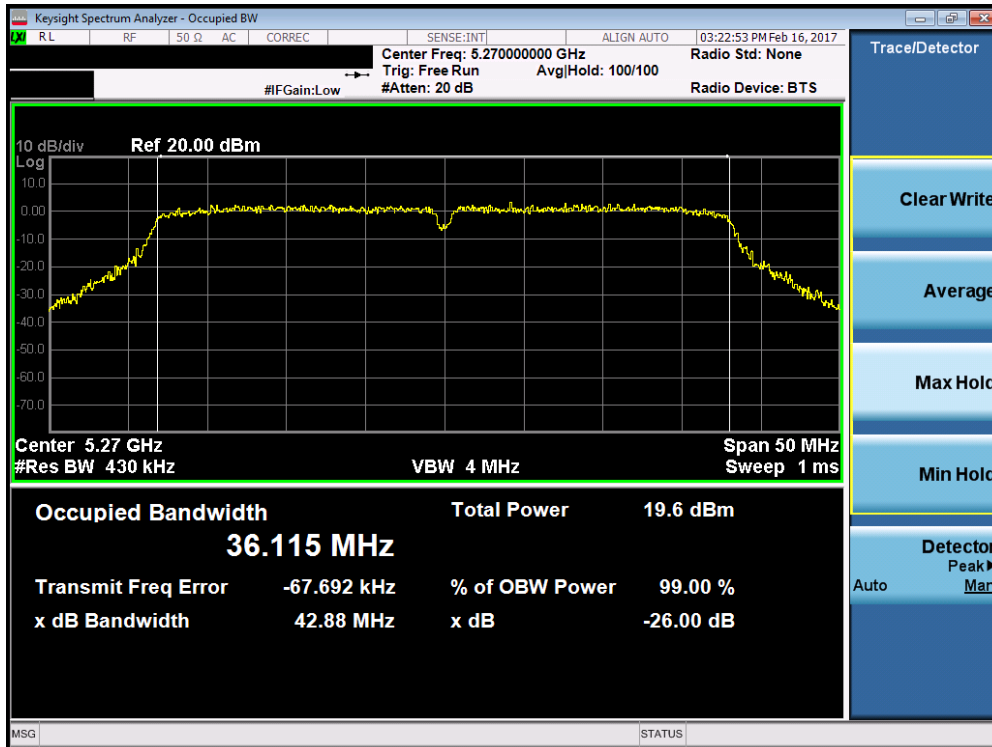 Keysight Spectrum Analyzer - Occupied BW
LXI RL RF 50 Ω AC CORREC SENSE:INT ALIGN AUTO 03:22:53 PM Feb 16, 2017
Center Freq: 5.270000000 GHz Radio Std: None
Trig: Free Run Avg|Hold: 100/100
#IFGain:Low #Atten: 20 dB Radio Device: BTS
Trace/Detector
10 dB/div Ref 20.00 dBm
Log
10.0
0.00
-10.0
-20.0
-30.0
-40.0
-50.0
-60.0
-70.0
Center 5.27 GHz Span 50 MHz
#Res BW 430 kHz VBW 4 MHz Sweep 1 ms
Occupied Bandwidth Total Power 19.6 dBm
36.115 MHz
Transmit Freq Error -67.692 kHz % of OBW Power 99.00 %
x dB Bandwidth 42.88 MHz x dB -26.00 dB
Clear Write
Average
Max Hold
Min Hold
Detector
Peak
Auto Man
MSG STATUS